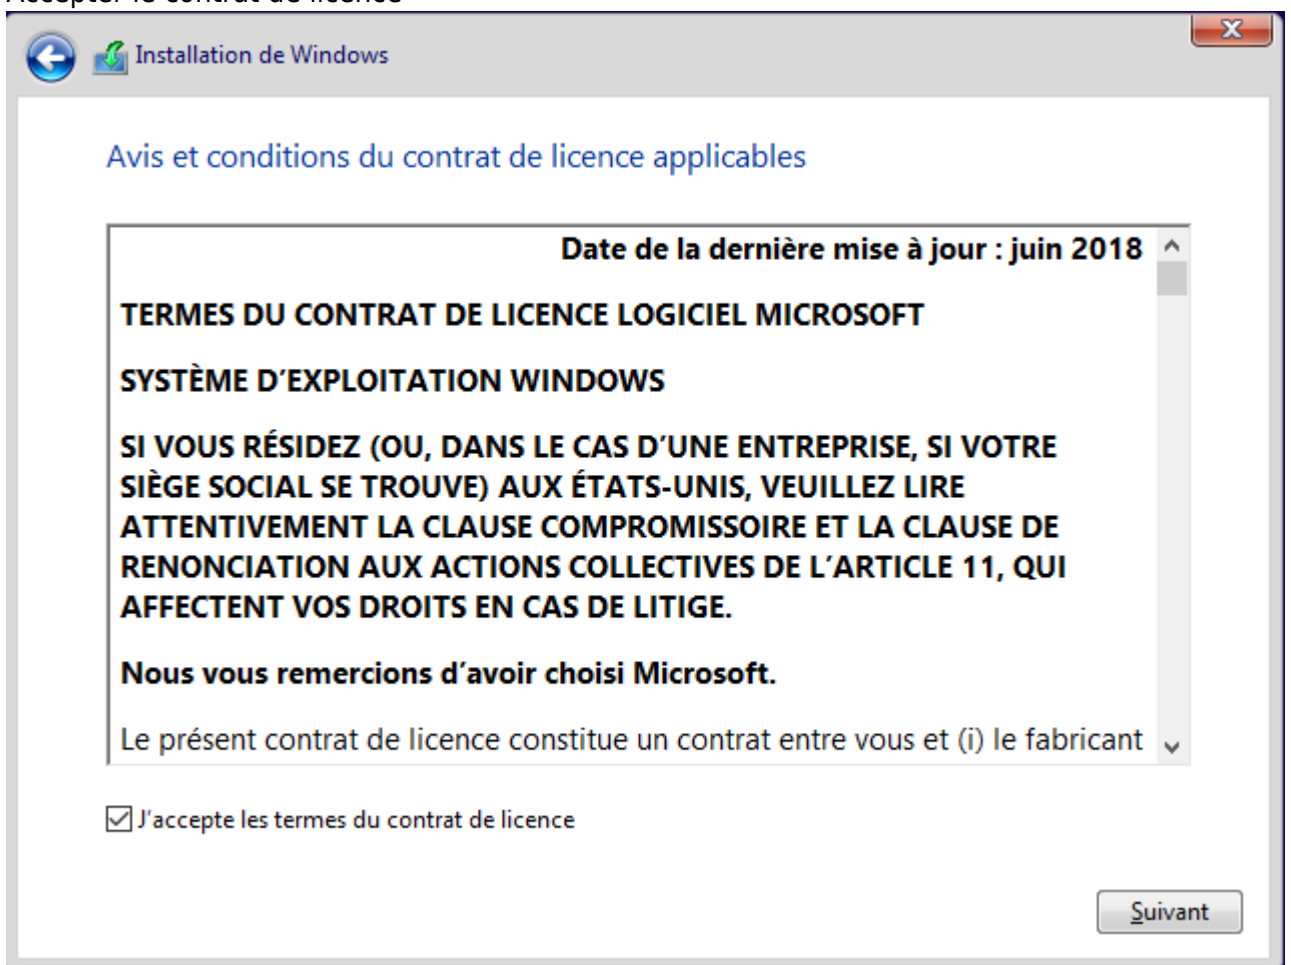 Accepter le contrat de licence
Installation de Windows
Avis et conditions du contrat de licence applicables
Date de la dernière mise à jour : juin 2018
TERMES DU CONTRAT DE LICENCE LOGICIEL MICROSOFT
SYSTÈME D’EXPLOITATION WINDOWS
SI VOUS RÉSIDEZ (OU, DANS LE CAS D’UNE ENTREPRISE, SI VOTRE
SIÈGE SOCIAL SE TROUVE) AUX ÉTATS-UNIS, VEUILLEZ LIRE
ATTENTIVEMENT LA CLAUSE COMPROMISSOIRE ET LA CLAUSE DE
RENONCIATION AUX ACTIONS COLLECTIVES DE L’ARTICLE 11, QUI
AFFECTENT VOS DROITS EN CAS DE LITIGE.
Nous vous remercions d’avoir choisi Microsoft.
Le présent contrat de licence constitue un contrat entre vous et (i) le fabricant
J'accepte les termes du contrat de licence
Suivant